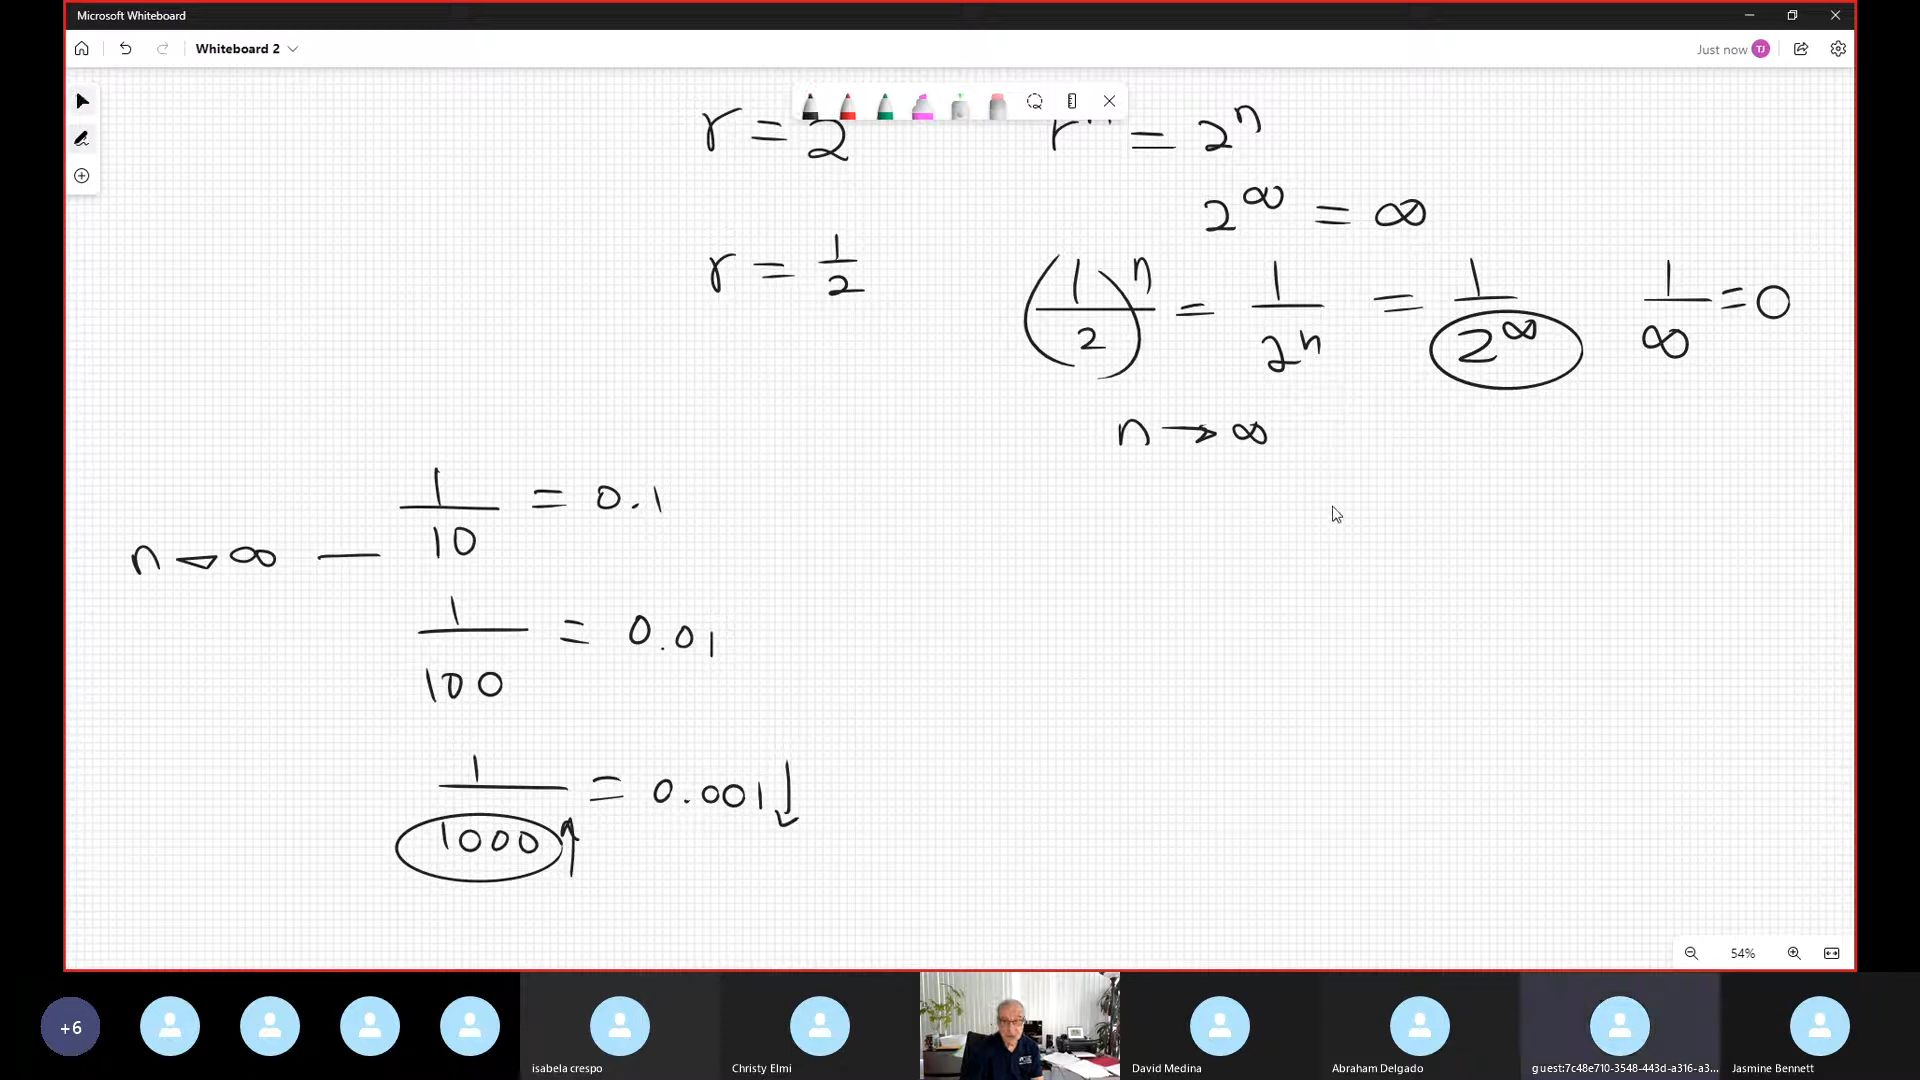 Microsoft Whiteboard
Whiteboard 2
Just now TJ
r = 2
r^n = 2^n
2^∞ = ∞
r = 1/2
(1/2)^n = 1/2^n = 1/2^∞ 1/∞ = 0
n → ∞
1/10 = 0.1
n < ∞ —
1/100 = 0.01
1/1000 ↑ = 0.001 ↓
54%
+6
isabela crespo
Christy Elmi
David Medina
Abraham Delgado
guest:7c48e710-3548-443d-a316-a3...
Jasmine Bennett